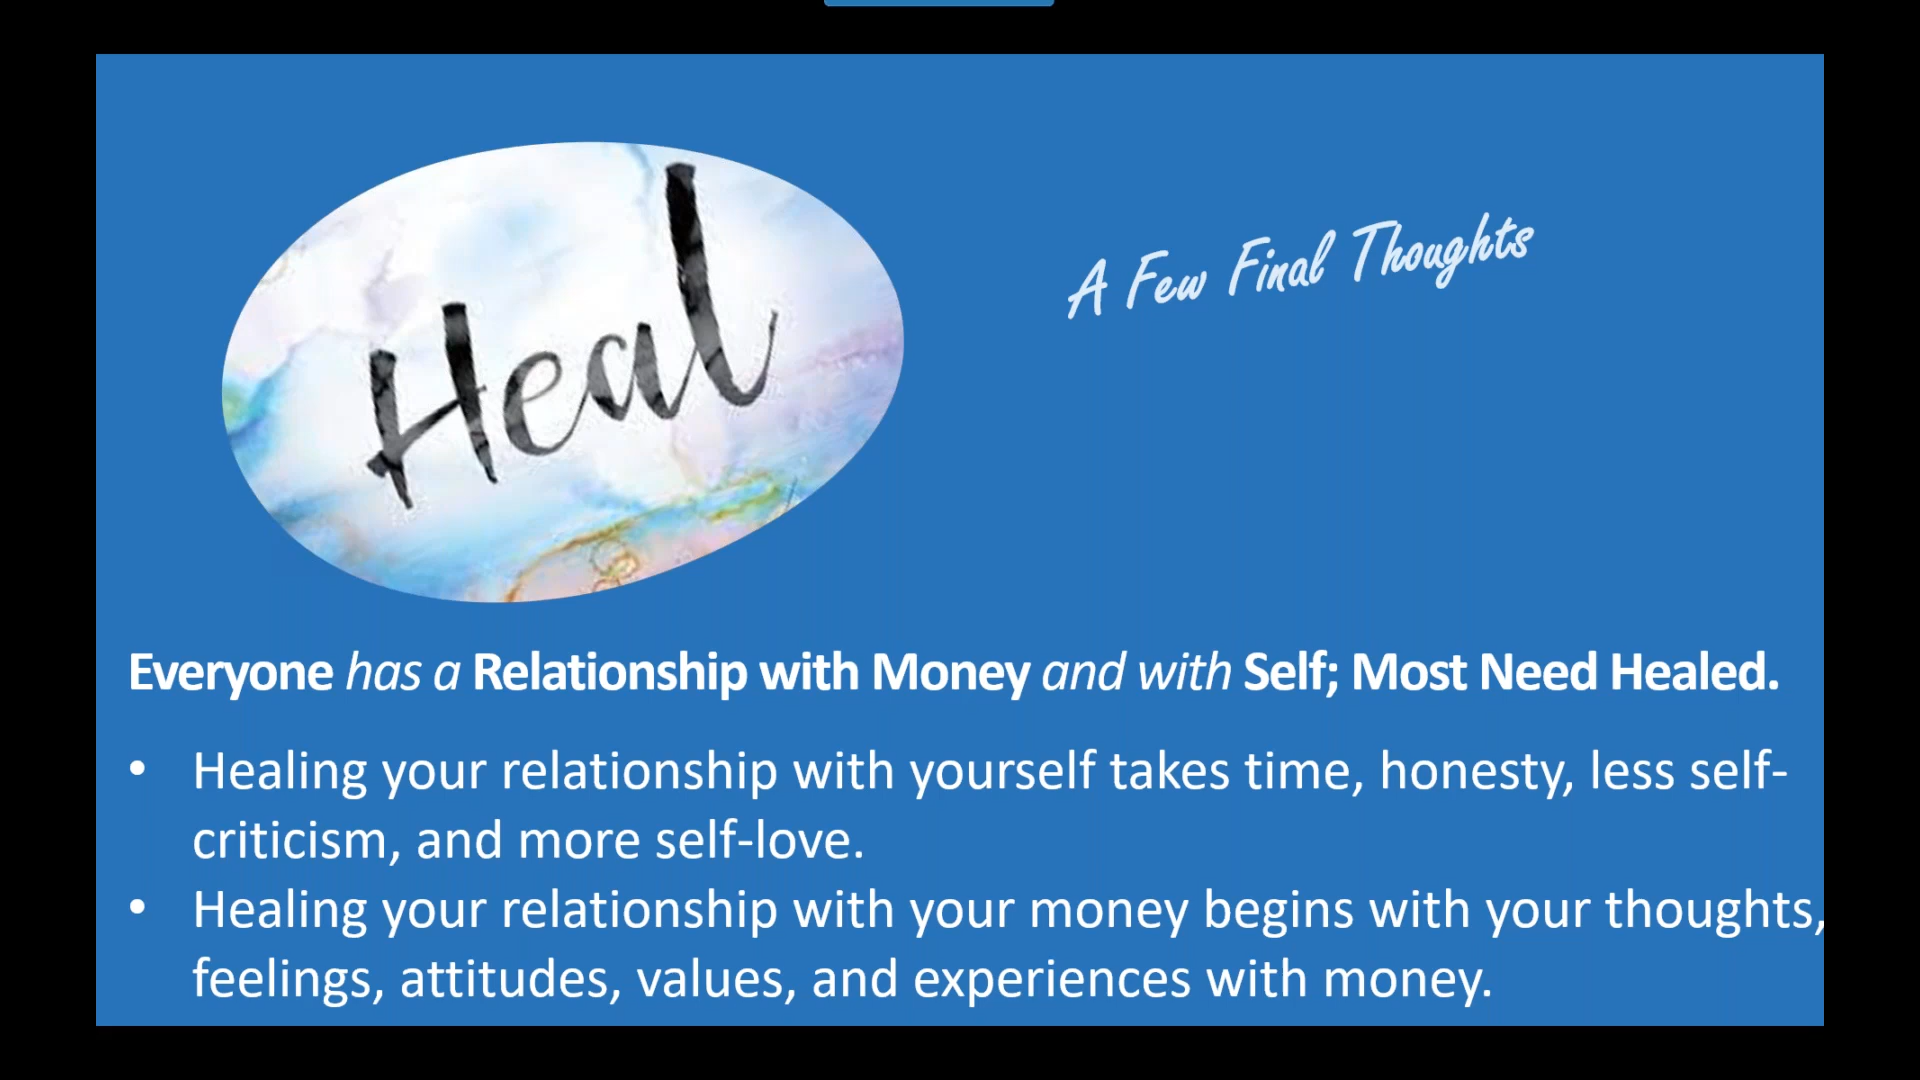 Heal
A Few Final Thoughts
Everyone has a Relationship with Money and with Self; Most Need Healed.
• Healing your relationship with yourself takes time, honesty, less self-
criticism, and more self-love.
• Healing your relationship with your money begins with your thoughts,
feelings, attitudes, values, and experiences with money.